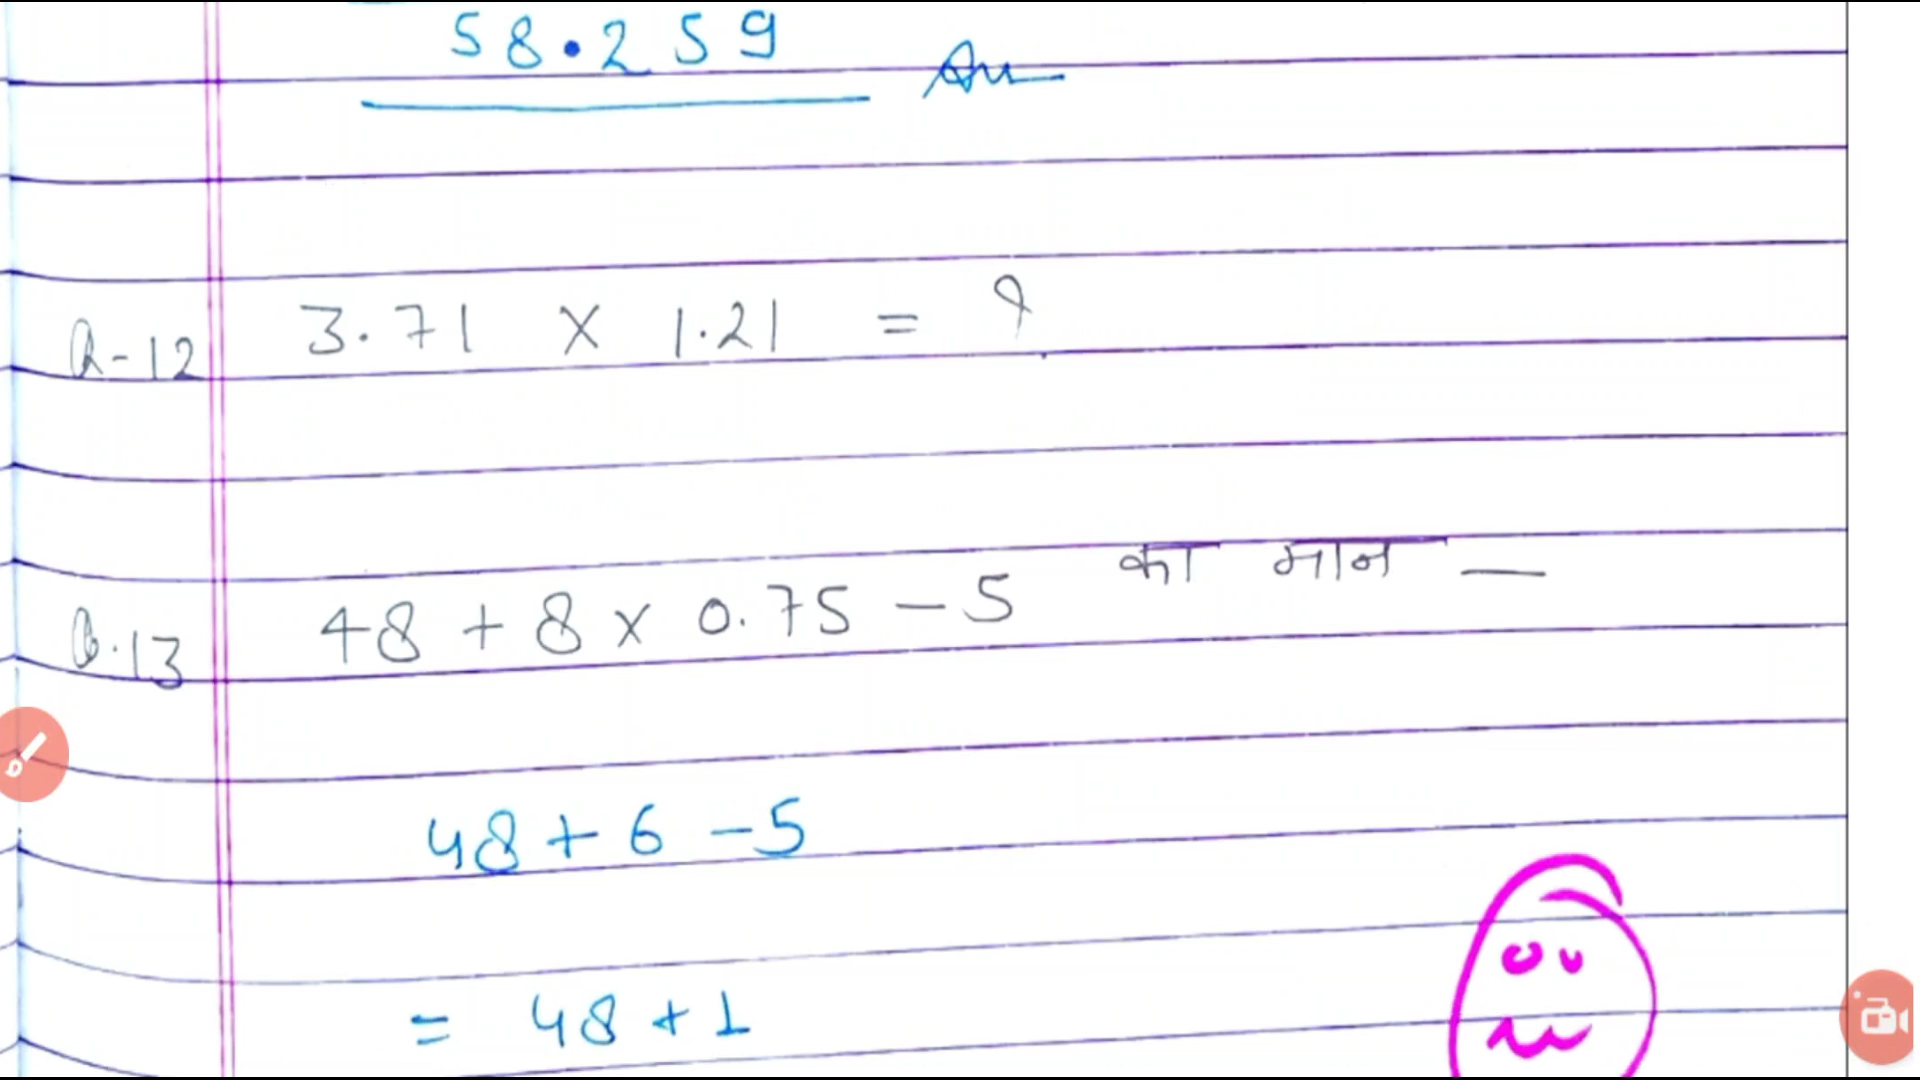 58.259 Ans
Q-12 3.71 × 1.21 = ?
Q.13 48 + 8 × 0.75 - 5 का मान —
48 + 6 - 5
= 48 + 1